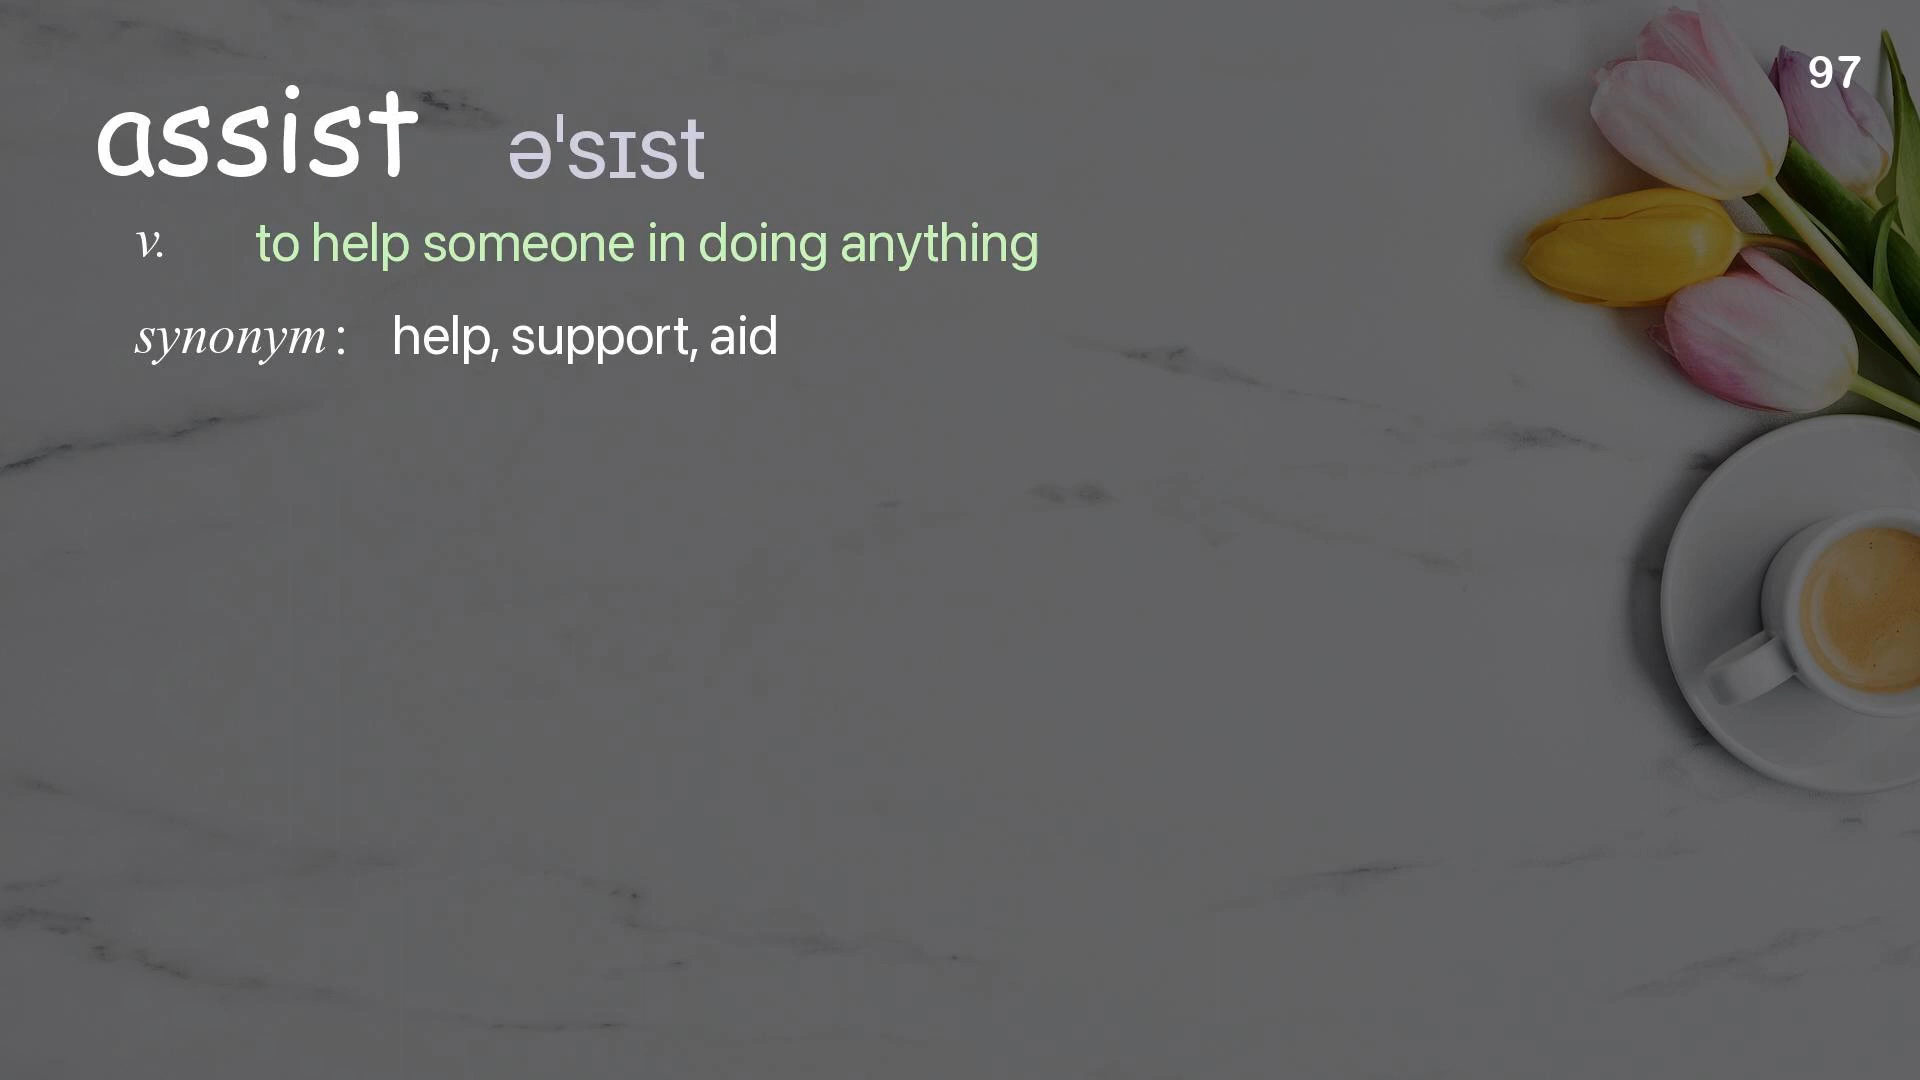 97
assist əˈsɪst
v. to help someone in doing anything
synonym: help, support, aid